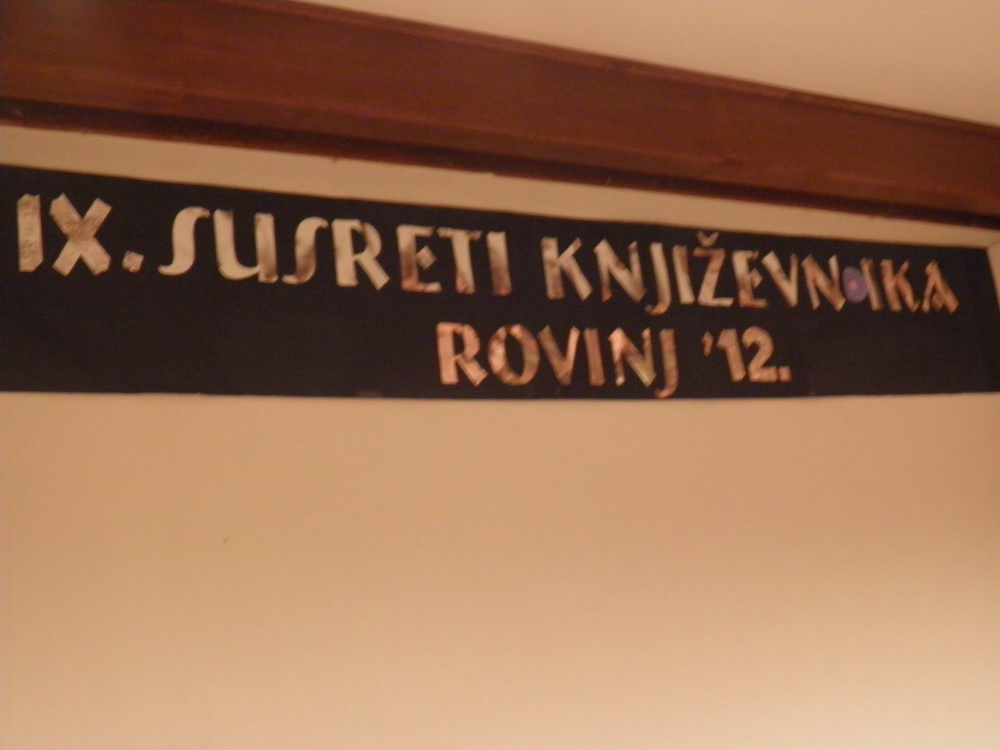 IX. SUSRETI KNJIŽEVNIKA
ROVINJ '12.